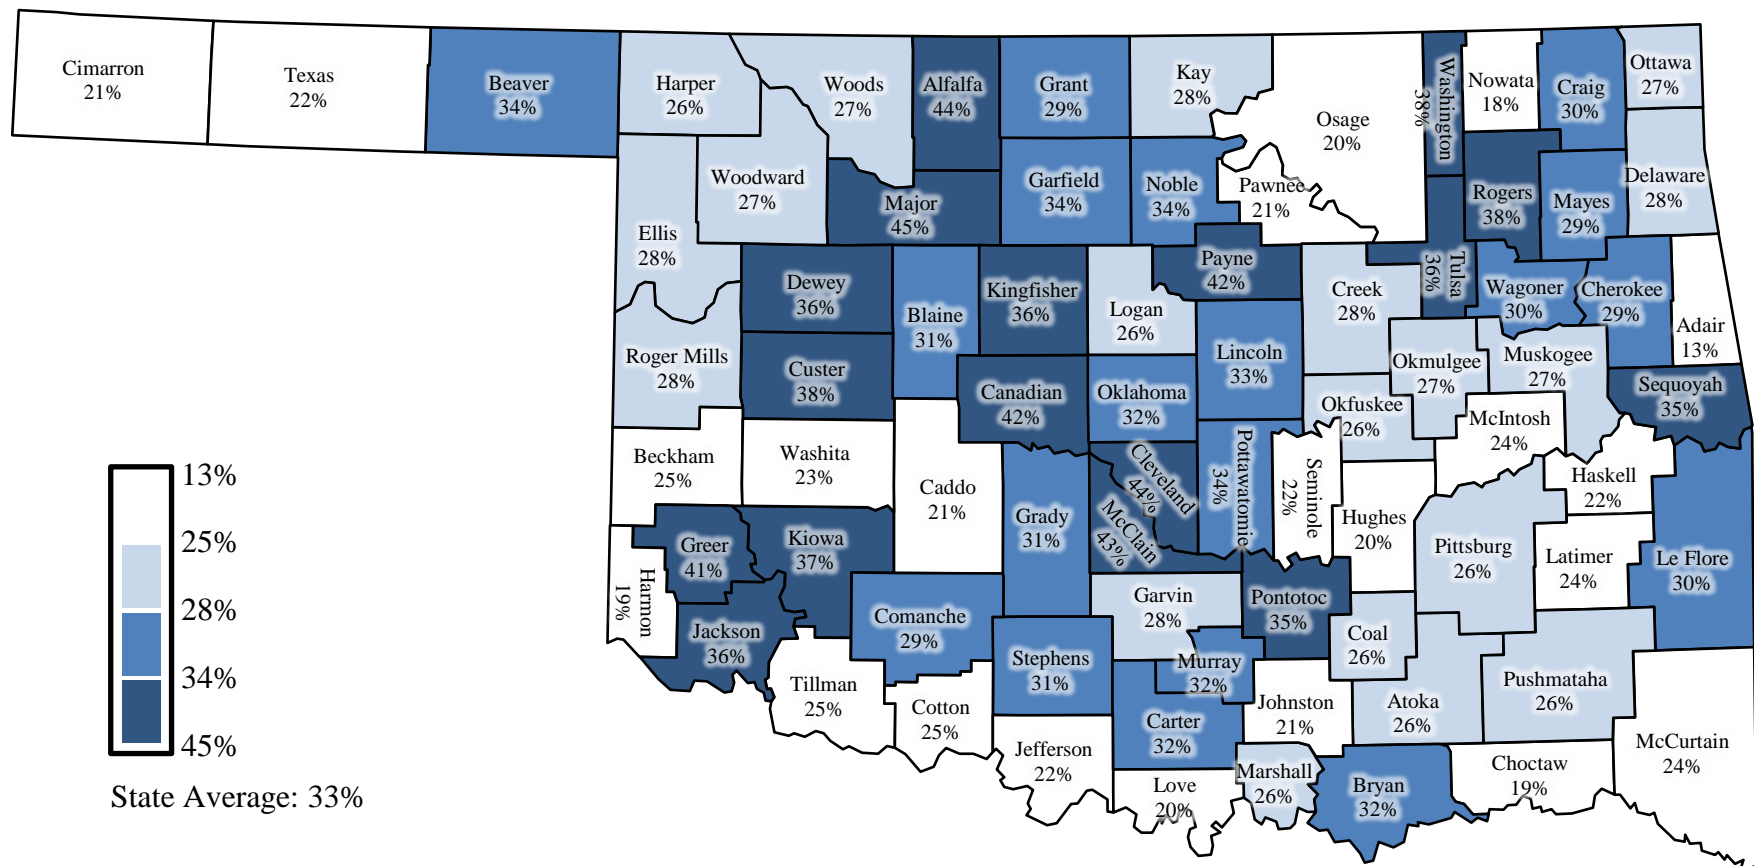 Cimarron
21%
Texas
22%
Beaver
34%
Harper
26%
Woods
27%
Alfalfa
44%
Grant
29%
Kay
28%
Osage
20%
Washington
38%
Nowata
18%
Craig
30%
Ottawa
27%
Woodward
27%
Major
45%
Garfield
34%
Noble
34%
Pawnee
21%
Rogers
38%
Mayes
29%
Delaware
28%
Ellis
28%
Dewey
36%
Blaine
31%
Kingfisher
36%
Logan
26%
Payne
42%
Creek
28%
Tulsa
36%
Wagoner
30%
Cherokee
29%
Adair
13%
Roger Mills
28%
Custer
38%
Canadian
42%
Oklahoma
32%
Lincoln
33%
Okmulgee
27%
Muskogee
27%
Sequoyah
35%
Okfuskee
26%
McIntosh
24%
Beckham
25%
Washita
23%
Caddo
21%
Grady
31%
Cleveland
44%
McClain
43%
Pottawatomie
34%
Seminole
22%
Hughes
20%
Haskell
22%
Pittsburg
26%
Latimer
24%
Le Flore
30%
Greer
41%
Kiowa
37%
Harmon
19%
Jackson
36%
Comanche
29%
Garvin
28%
Pontotoc
35%
Coal
26%
Stephens
31%
Murray
32%
Tillman
25%
Cotton
25%
Carter
32%
Johnston
21%
Atoka
26%
Pushmataha
26%
McCurtain
24%
Jefferson
22%
Love
20%
Marshall
26%
Bryan
32%
Choctaw
19%
13%
25%
28%
34%
45%
State Average: 33%